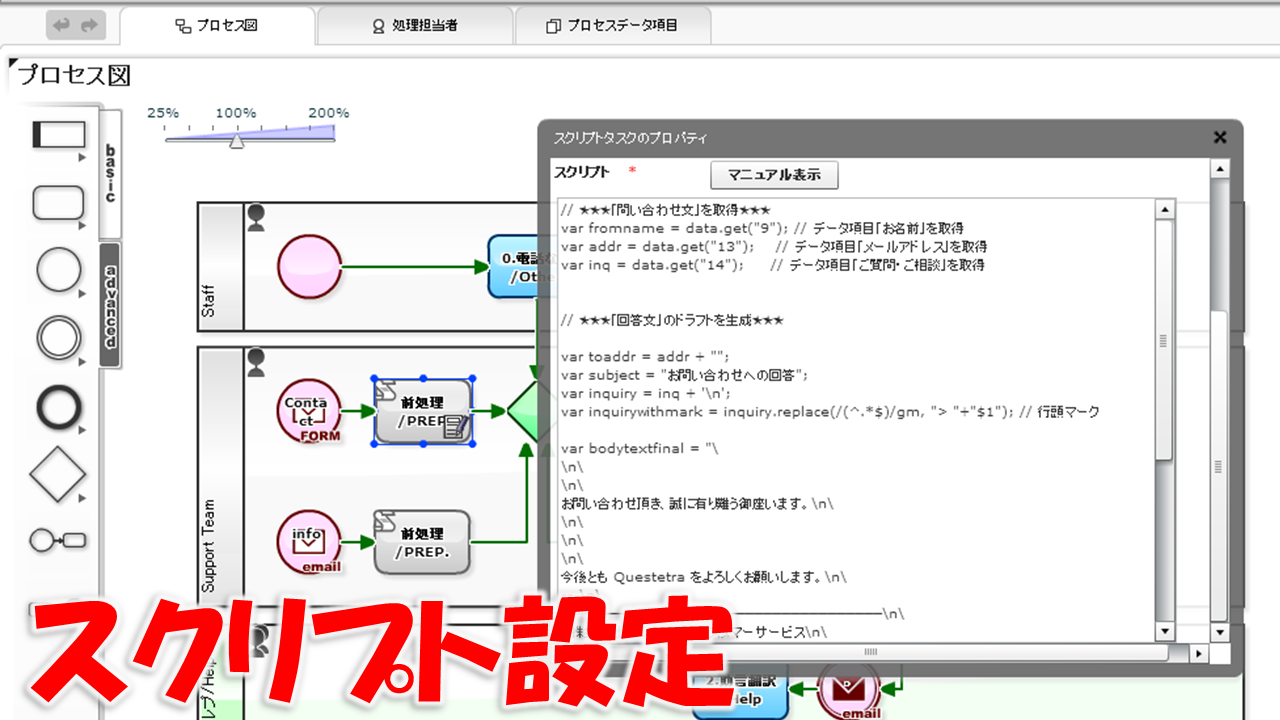 プロセス図
処理担当者
プロセスデータ項目
プロセス図
25% 100% 200%
basic
advanced
スクリプトタスクのプロパティ
スクリプト *
マニュアル表示
// ★★★「問い合わせ文」を取得★★★
var fromname = data.get("9"); // データ項目「お名前」を取得
var addr = data.get("13"); // データ項目「メールアドレス」を取得
var inq = data.get("14"); // データ項目「ご質問・ご相談」を取得
// ★★★「回答文」のドラフトを生成★★★
var toaddr = addr + "";
var subject = "お問い合わせへの回答";
var inquiry = inq + '\n';
var inquirywithmark = inquiry.replace(/(^.*$)/gm, "> "+"$1"); // 行頭マーク
var bodytextfinal = "\
\n\
\n\
お問い合わせ頂き、誠に有り難う御座います。\n\
\n\
\n\
\n\
今後とも Questetra をよろしくお願いします。\n\
\n\
マーサービス\n\
Staff
0.電話
/Oth
Support Team
Conta
ct
FORM
前処理
/PREP
info
email
前処理
/PREP.
email
スクリプト設定